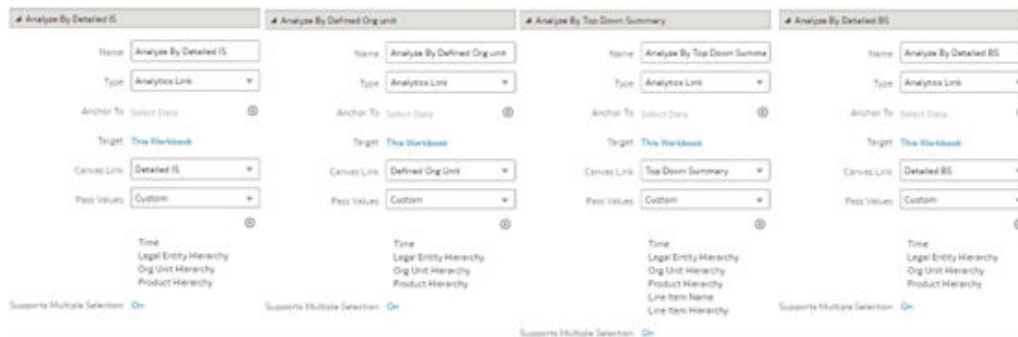 Analyze By Detailed IS
Name Analyze By Detailed IS
Type Analytics Link
Anchor To Select Data
Target This Workbook
Canvas Link Detailed IS
Pass Values Custom
Time
Legal Entity Hierarchy
Org Unit Hierarchy
Product Hierarchy
Supports Multiple Selection On
Analyze By Defined Org unit
Name Analyze By Defined Org unit
Type Analytics Link
Anchor To Select Data
Target This Workbook
Canvas Link Defined Org Unit
Pass Values Custom
Time
Legal Entity Hierarchy
Org Unit Hierarchy
Product Hierarchy
Supports Multiple Selection On
Analyze By Top Down Summary
Name Analyze By Top Down Summe
Type Analytics Link
Anchor To Select Data
Target This Workbook
Canvas Link Top Down Summary
Pass Values Custom
Time
Legal Entity Hierarchy
Org Unit Hierarchy
Product Hierarchy
Line Item Name
Line Item Hierarchy
Supports Multiple Selection On
Analyze By Detailed BS
Name Analyze By Detailed BS
Type Analytics Link
Anchor To Select Data
Target This Workbook
Canvas Link Detailed BS
Pass Values Custom
Time
Legal Entity Hierarchy
Org Unit Hierarchy
Product Hierarchy
Supports Multiple Selection On